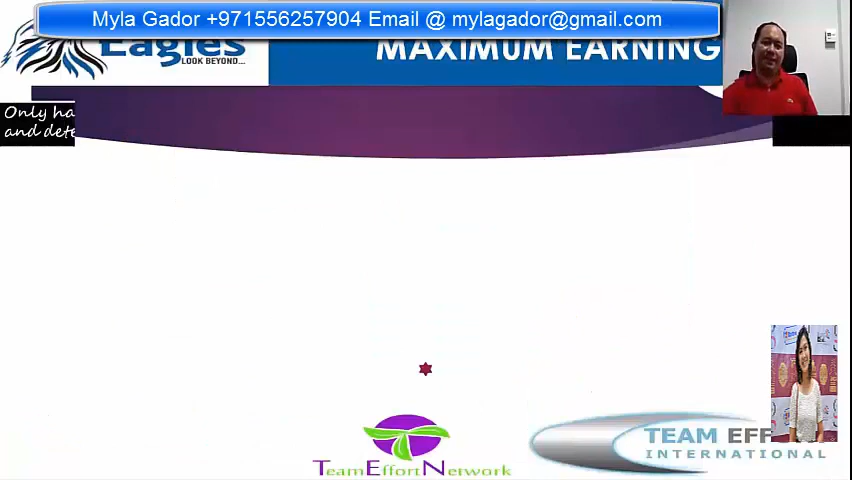 Myla Gador +971556257904 Email @ mylagador@gmail.com
Eagles
LOOK BEYOND...
MAXIMUM EARNING
Only ha
and dete
TeamEffortNetwork
TEAM EFF
INTERNATIONAL